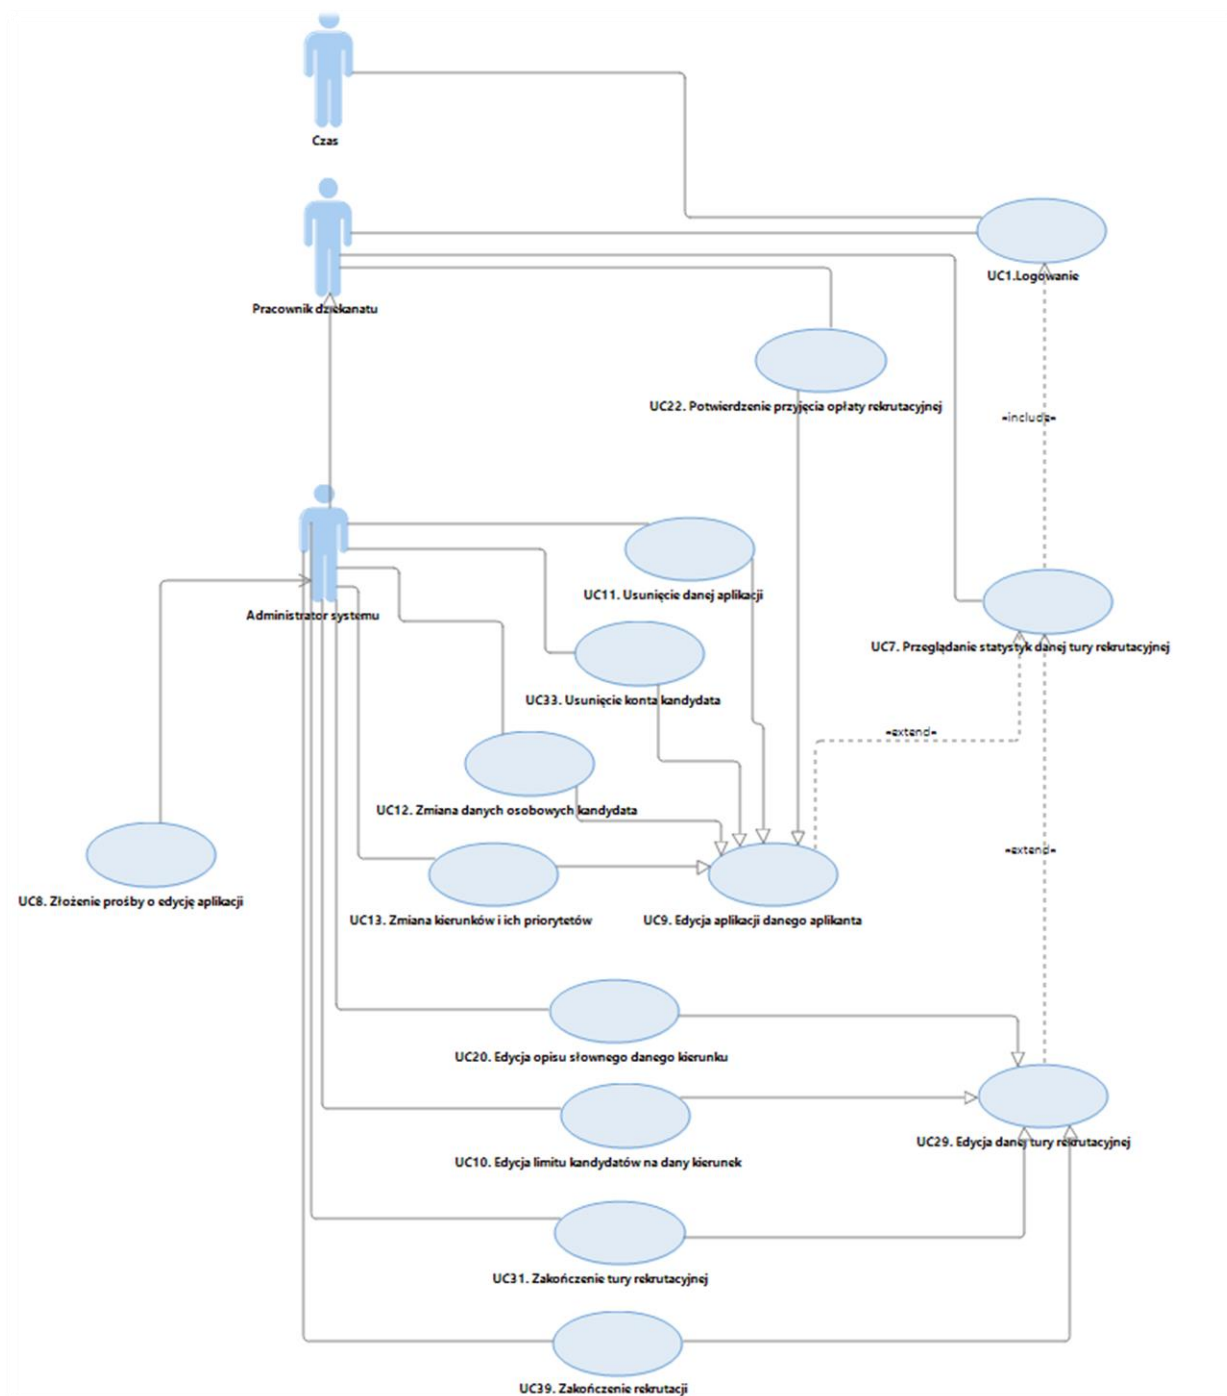 Czas
Pracownik dziekanatu
UC1.Logowanie
UC22. Potwierdzenie przyjęcia opłaty rekrutacyjnej
«include»
UC11. Usunięcie danej aplikacji
Administrator systemu
UC7. Przeglądanie statystyk danej tury rekrutacyjnej
UC33. Usunięcie konta kandydata
«extend»
UC12. Zmiana danych osobowych kandydata
«extend»
UC8. Złożenie prośby o edycję aplikacji
UC13. Zmiana kierunków i ich priorytetów
UC9. Edycja aplikacji danego aplikanta
UC20. Edycja opisu słownego danego kierunku
UC29. Edycja danej tury rekrutacyjnej
UC10. Edycja limitu kandydatów na dany kierunek
UC31. Zakończenie tury rekrutacyjnej
UC39. Zakończenie rekrutacji